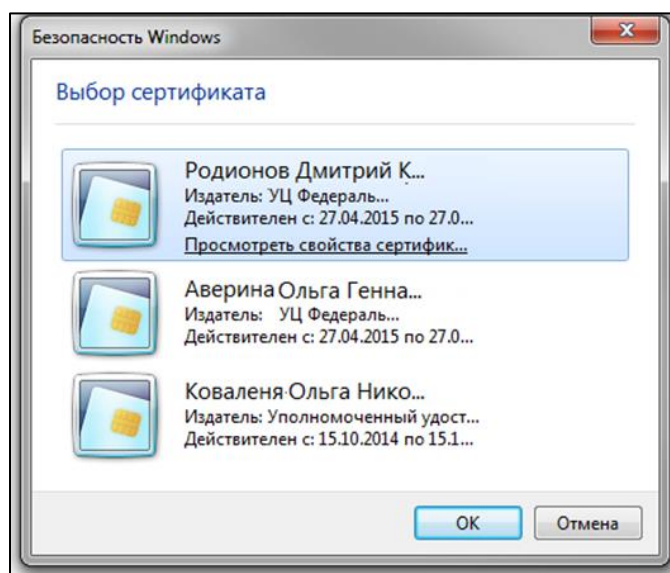 Безопасность Windows
Выбор сертификата
Родионов Дмитрий К...
Издатель: УЦ Федераль...
Действителен с: 27.04.2015 по 27.0...
Просмотреть свойства сертифик...
Аверина Ольга Генна...
Издатель: УЦ Федераль...
Действителен с: 27.04.2015 по 27.0...
Коваленя Ольга Нико...
Издатель: Уполномоченный удост...
Действителен с: 15.10.2014 по 15.1...
ОК Отмена